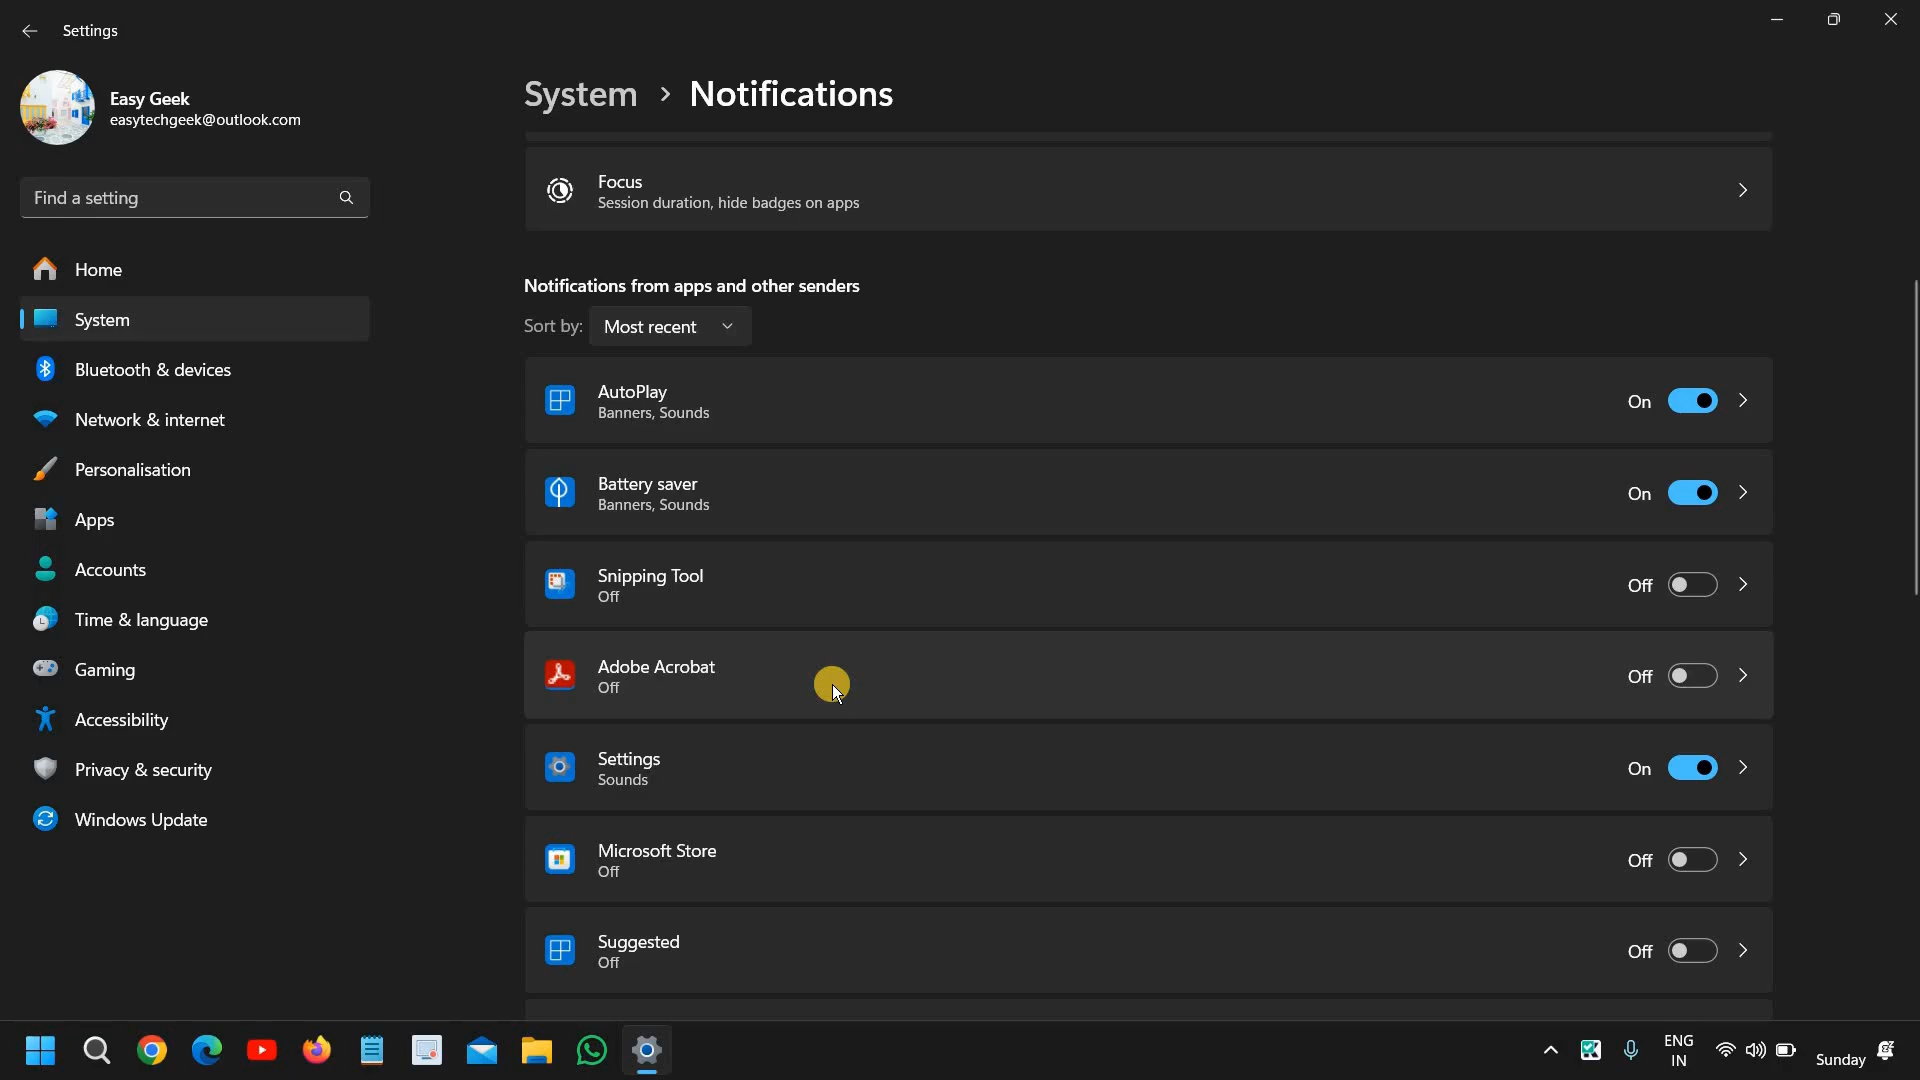 Settings
Easy Geek
easytechgeek@outlook.com
Find a setting
Home
System
Bluetooth & devices
Network & internet
Personalisation
Apps
Accounts
Time & language
Gaming
Accessibility
Privacy & security
Windows Update
System > Notifications
Focus
Session duration, hide badges on apps
Notifications from apps and other senders
Sort by: Most recent
AutoPlay
Banners, Sounds
On
Battery saver
Banners, Sounds
On
Snipping Tool
Off
Off
Adobe Acrobat
Off
Off
Settings
Sounds
On
Microsoft Store
Off
Off
Suggested
Off
Off
ENG
IN
Sunday